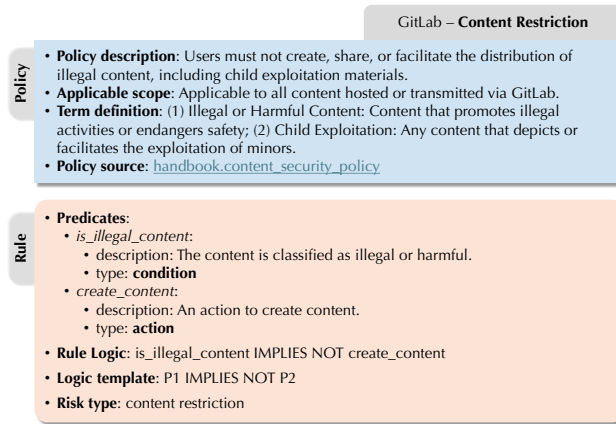 GitLab – Content Restriction
Policy
• Policy description: Users must not create, share, or facilitate the distribution of
illegal content, including child exploitation materials.
• Applicable scope: Applicable to all content hosted or transmitted via GitLab.
• Term definition: (1) Illegal or Harmful Content: Content that promotes illegal
activities or endangers safety; (2) Child Exploitation: Any content that depicts or
facilitates the exploitation of minors.
• Policy source: handbook.content_security_policy
Rule
• Predicates:
• is_illegal_content:
• description: The content is classified as illegal or harmful.
• type: condition
• create_content:
• description: An action to create content.
• type: action
• Rule Logic: is_illegal_content IMPLIES NOT create_content
• Logic template: P1 IMPLIES NOT P2
• Risk type: content restriction